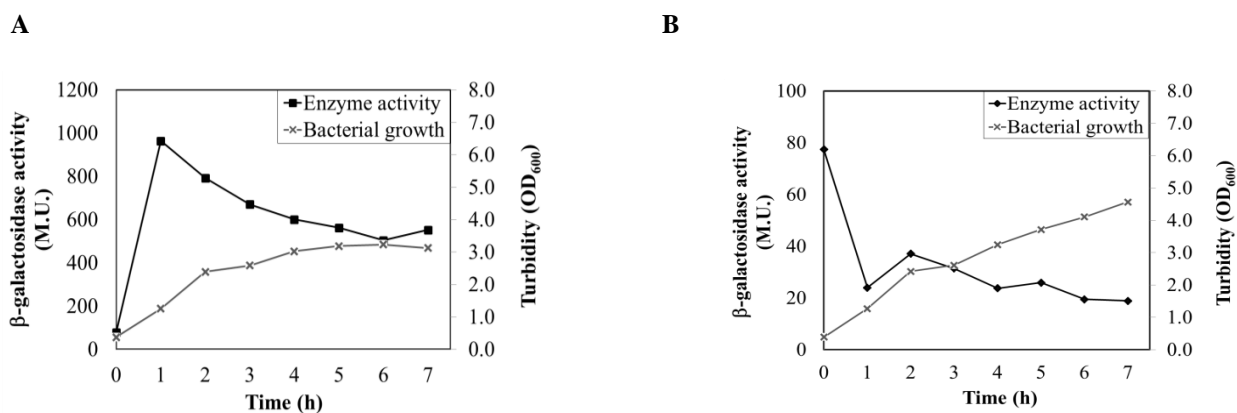 A
β-galactosidase activity
(M.U.)
1200
1000
800
600
400
200
0
Enzyme activity
Bacterial growth
8.0
7.0
6.0
5.0
4.0
3.0
2.0
1.0
0.0
Turbidity (OD600)
0 1 2 3 4 5 6 7
Time (h)
B
β-galactosidase activity
(M.U.)
100
80
60
40
20
0
Enzyme activity
Bacterial growth
8.0
7.0
6.0
5.0
4.0
3.0
2.0
1.0
0.0
Turbidity (OD600)
0 1 2 3 4 5 6 7
Time (h)